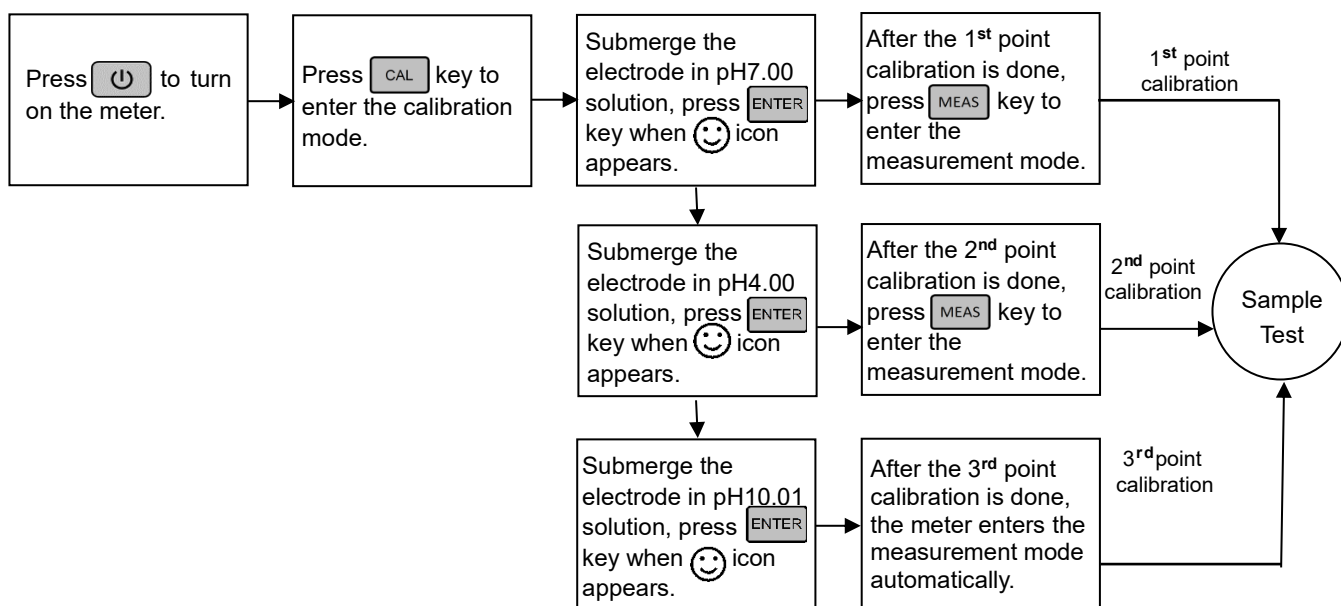 Press to turn
on the meter.
Press CAL key to
enter the calibration
mode.
Submerge the
electrode in pH7.00
solution, press ENTER
key when icon
appears.
After the 1st point
calibration is done,
press MEAS key to
enter the
measurement mode.
1st point
calibration
Submerge the
electrode in pH4.00
solution, press ENTER
key when icon
appears.
After the 2nd point
calibration is done,
press MEAS key to
enter the
measurement mode.
2nd point
calibration
Sample
Test
Submerge the
electrode in pH10.01
solution, press ENTER
key when icon
appears.
After the 3rd point
calibration is done,
the meter enters the
measurement mode
automatically.
3rd point
calibration